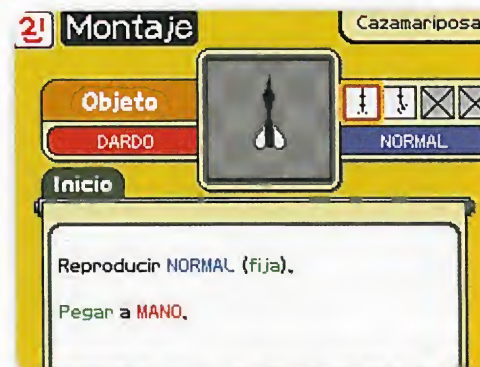 2! Montaje
Cazamariposa
Objeto
DARDO
NORMAL
Inicio
Reproducir NORMAL (fija).
Pegar a MANO.